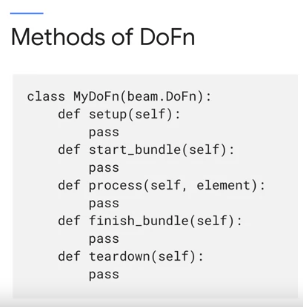 Methods of DoFn
class MyDoFn(beam.DoFn):
    def setup(self):
        pass
    def start_bundle(self):
        pass
    def process(self, element):
        pass
    def finish_bundle(self):
        pass
    def teardown(self):
        pass